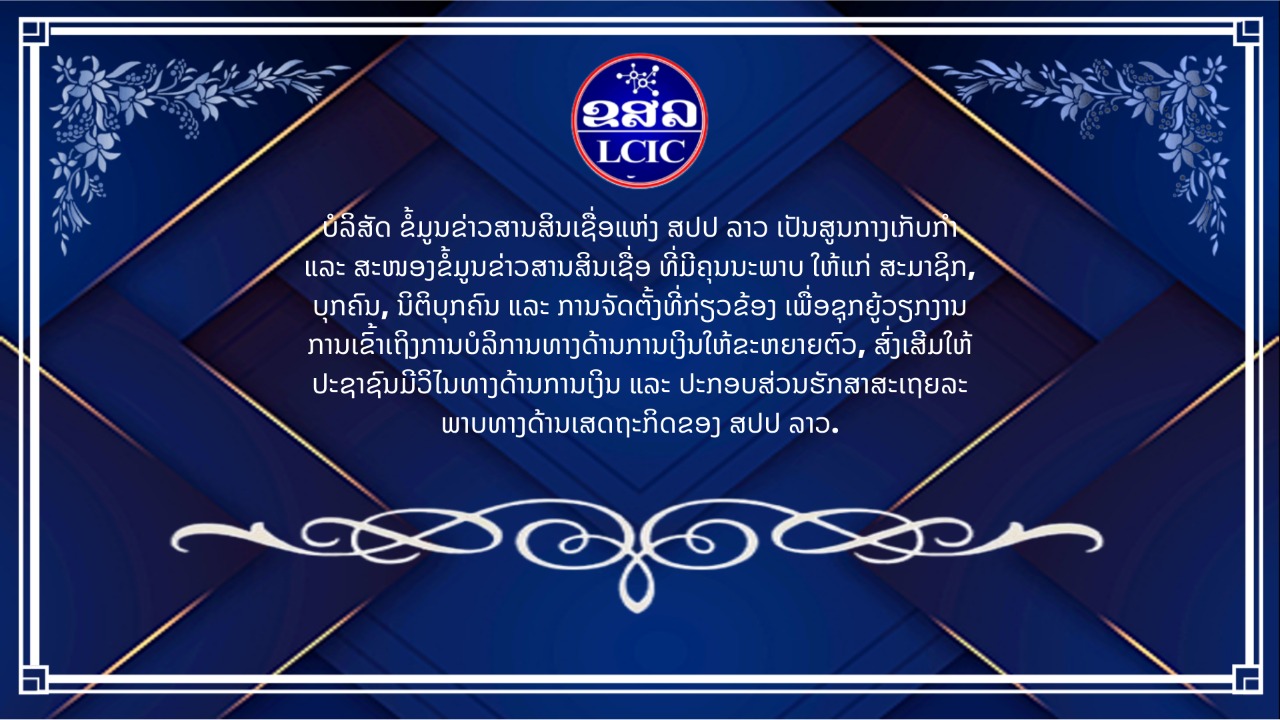 ຂສລ
LCIC
ບໍລິສັດ ຂໍ້ມູນຂ່າວສານສິນເຊື່ອແຫ່ງ ສປປ ລາວ ເປັນສູນກາງເກັບກຳ
ແລະ ສະໜອງຂໍ້ມູນຂ່າວສານສິນເຊື່ອ ທີ່ມີຄຸນນະພາບ ໃຫ້ແກ່ ສະມາຊິກ,
ບຸກຄົນ, ນິຕິບຸກຄົນ ແລະ ການຈັດຕັ້ງທີ່ກ່ຽວຂ້ອງ ເພື່ອຊຸກຍູ້ວຽກງານ
ການເຂົ້າເຖິງການບໍລິການທາງດ້ານການເງິນໃຫ້ຂະຫຍາຍຕົວ, ສົ່ງເສີມໃຫ້
ປະຊາຊົນມີວິໄນທາງດ້ານການເງິນ ແລະ ປະກອບສ່ວນຮັກສາສະເຖຍລະ
ພາບທາງດ້ານເສດຖະກິດຂອງ ສປປ ລາວ.